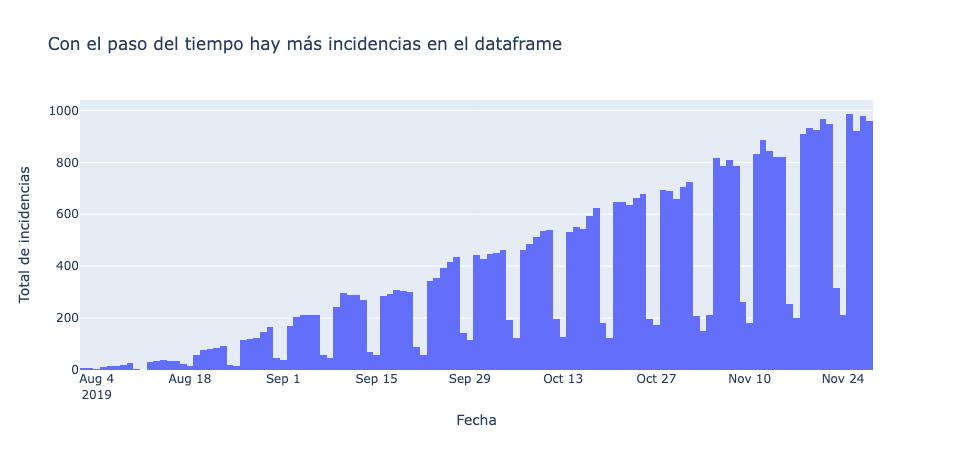 Con el paso del tiempo hay más incidencias en el dataframe
Total de incidencias
1000
800
600
400
200
0
Aug 4
2019
Aug 18
Sep 1
Sep 15
Sep 29
Oct 13
Oct 27
Nov 10
Nov 24
Fecha